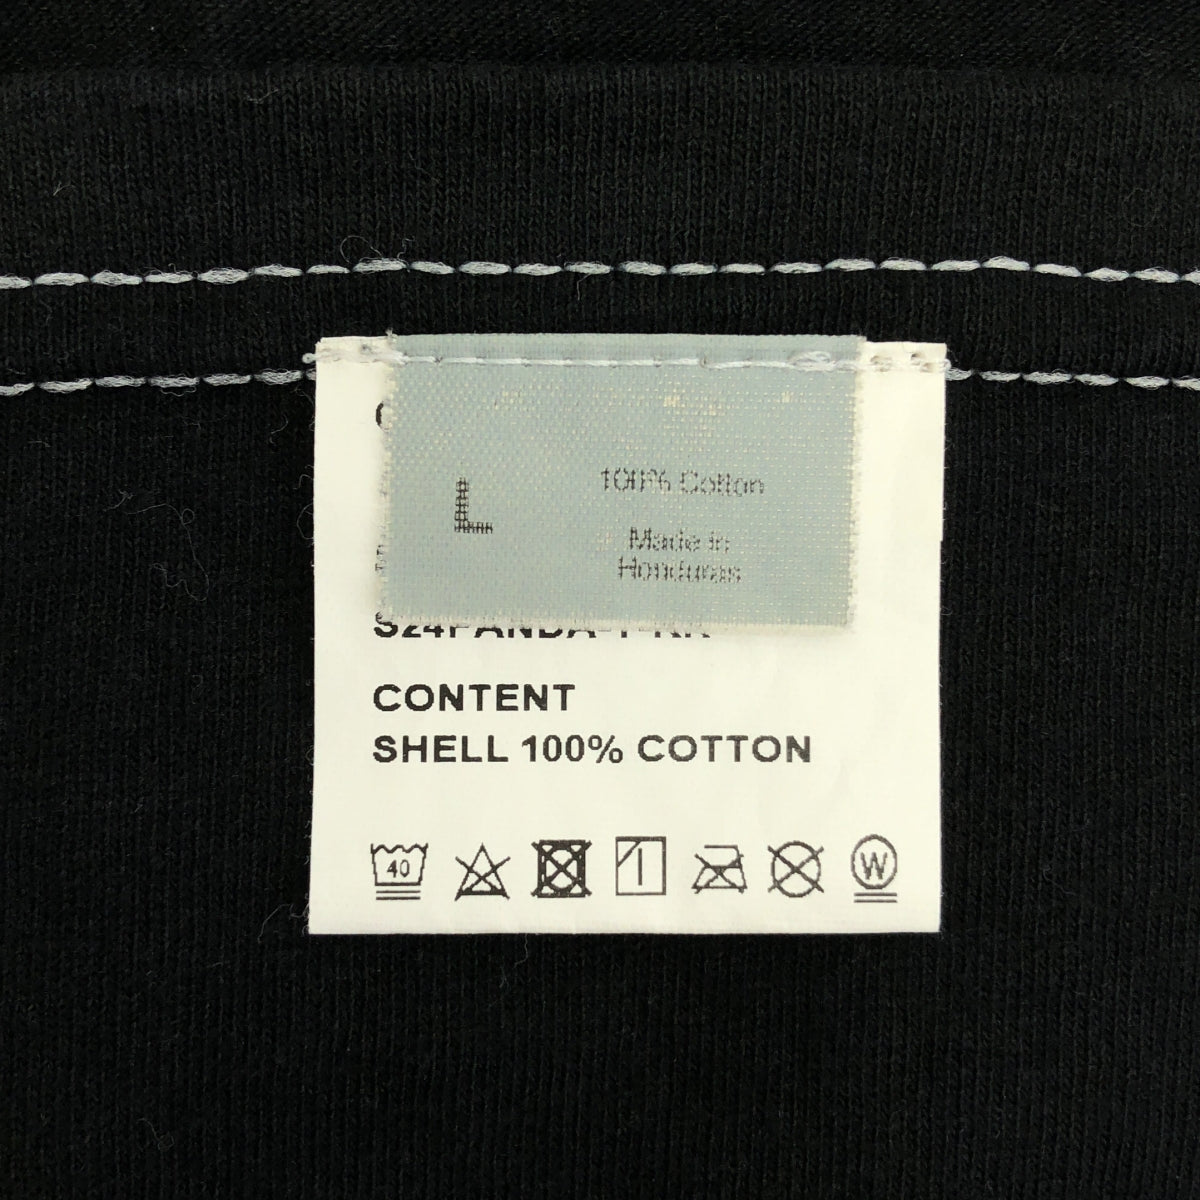 L
100% Cotton
Made in
Honduras
CONTENT
SHELL 100% COTTON
40
W